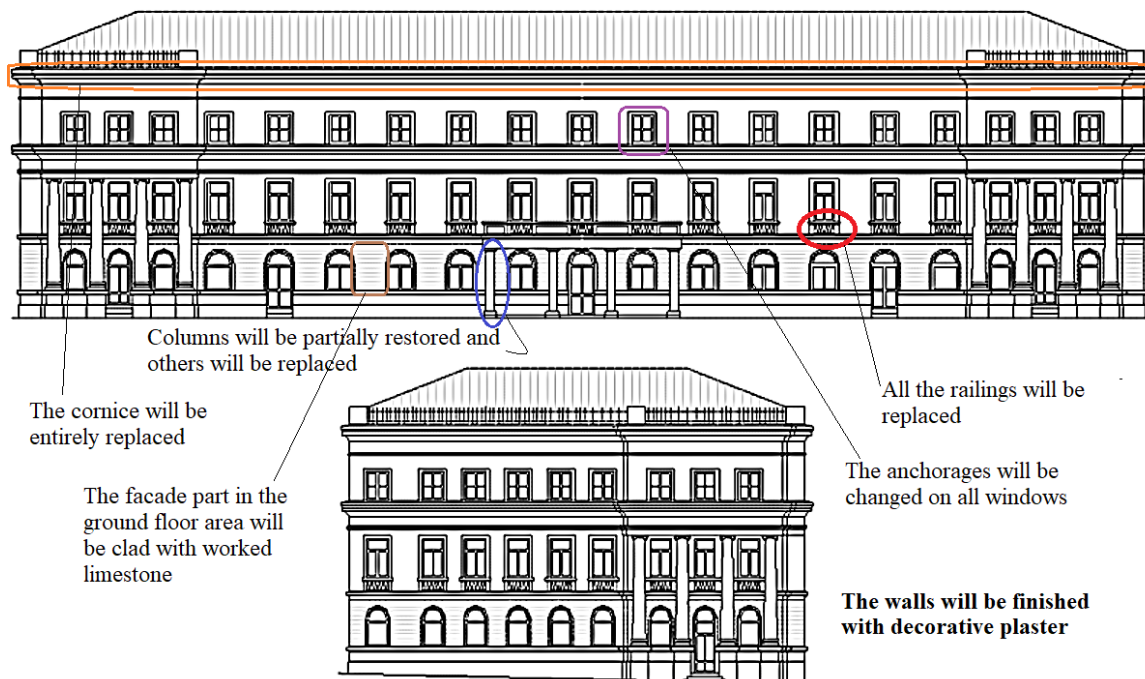 Columns will be partially restored and
others will be replaced
The cornice will be
entirely replaced
All the railings will be
replaced
The facade part in the
ground floor area will
be clad with worked
limestone
The anchorages will be
changed on all windows
The walls will be finished
with decorative plaster